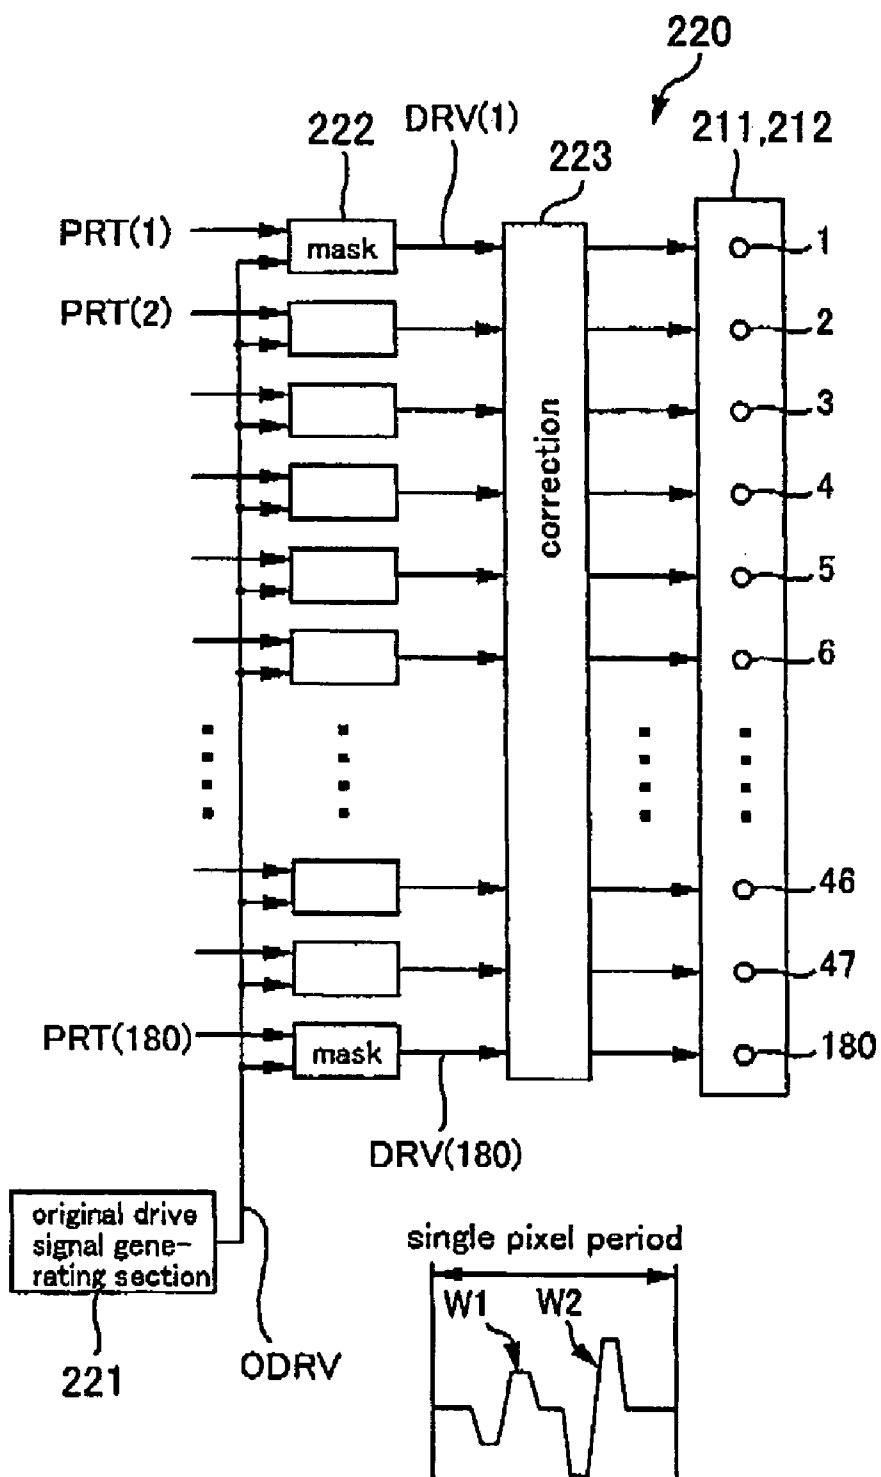 220
DRV(1)
211,212
222
223
PRT(1)
mask
1
PRT(2)
2
3
correction
4
5
6
46
47
PRT(180)
mask
180
DRV(180)
original drive
signal gene-
rating section
single pixel period
W1
W2
221
ODRV